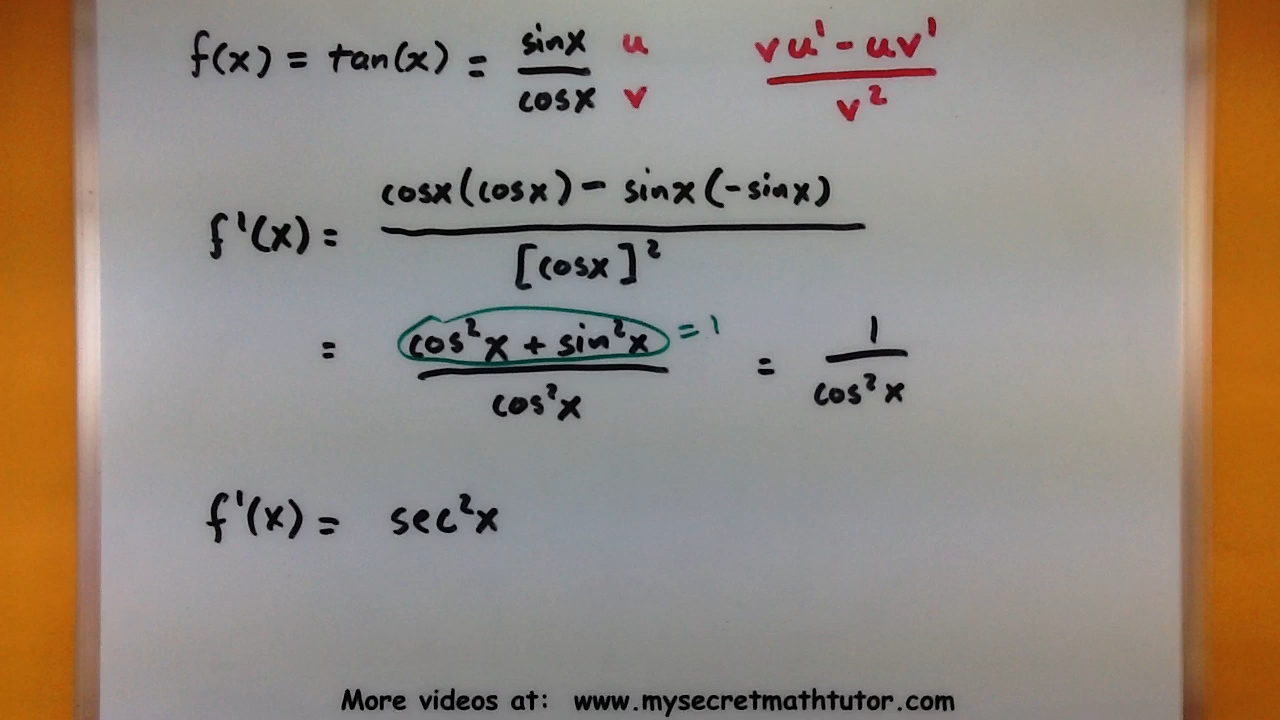 f(x) = tan(x) = sinx/cosx u v (vu' - uv')/v²
f'(x) = (cosx(cosx) - sinx(-sinx))/[cosx]²
= (cos²x + sin²x)/cos²x = 1 = 1/cos²x
f'(x) = sec²x
More videos at: www.mysecretmathtutor.com